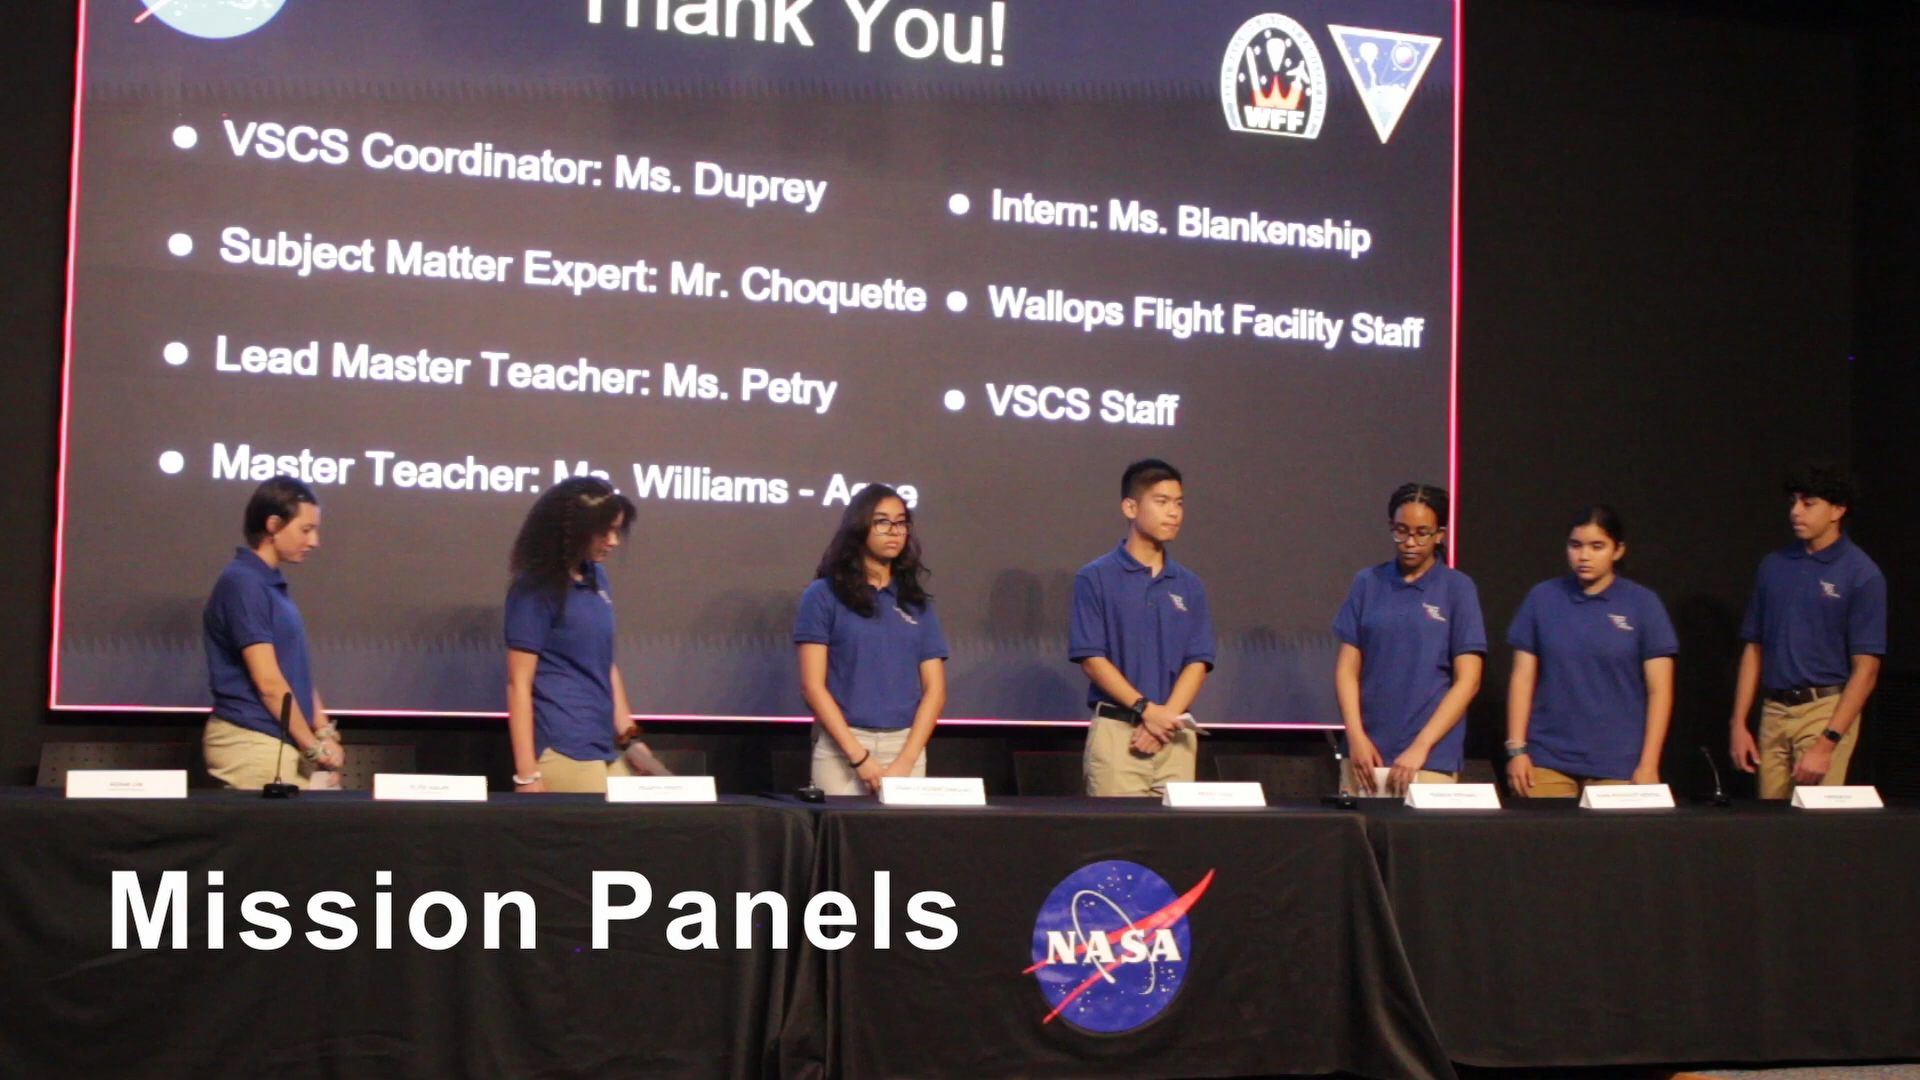 Thank You!
VSCS Coordinator: Ms. Duprey
Subject Matter Expert: Mr. Choquette
Lead Master Teacher: Ms. Petry
Master Teacher: Ms. Williams -
Intern: Ms. Blankenship
Wallops Flight Facility Staff
VSCS Staff
WFF
Mission Panels
NASA